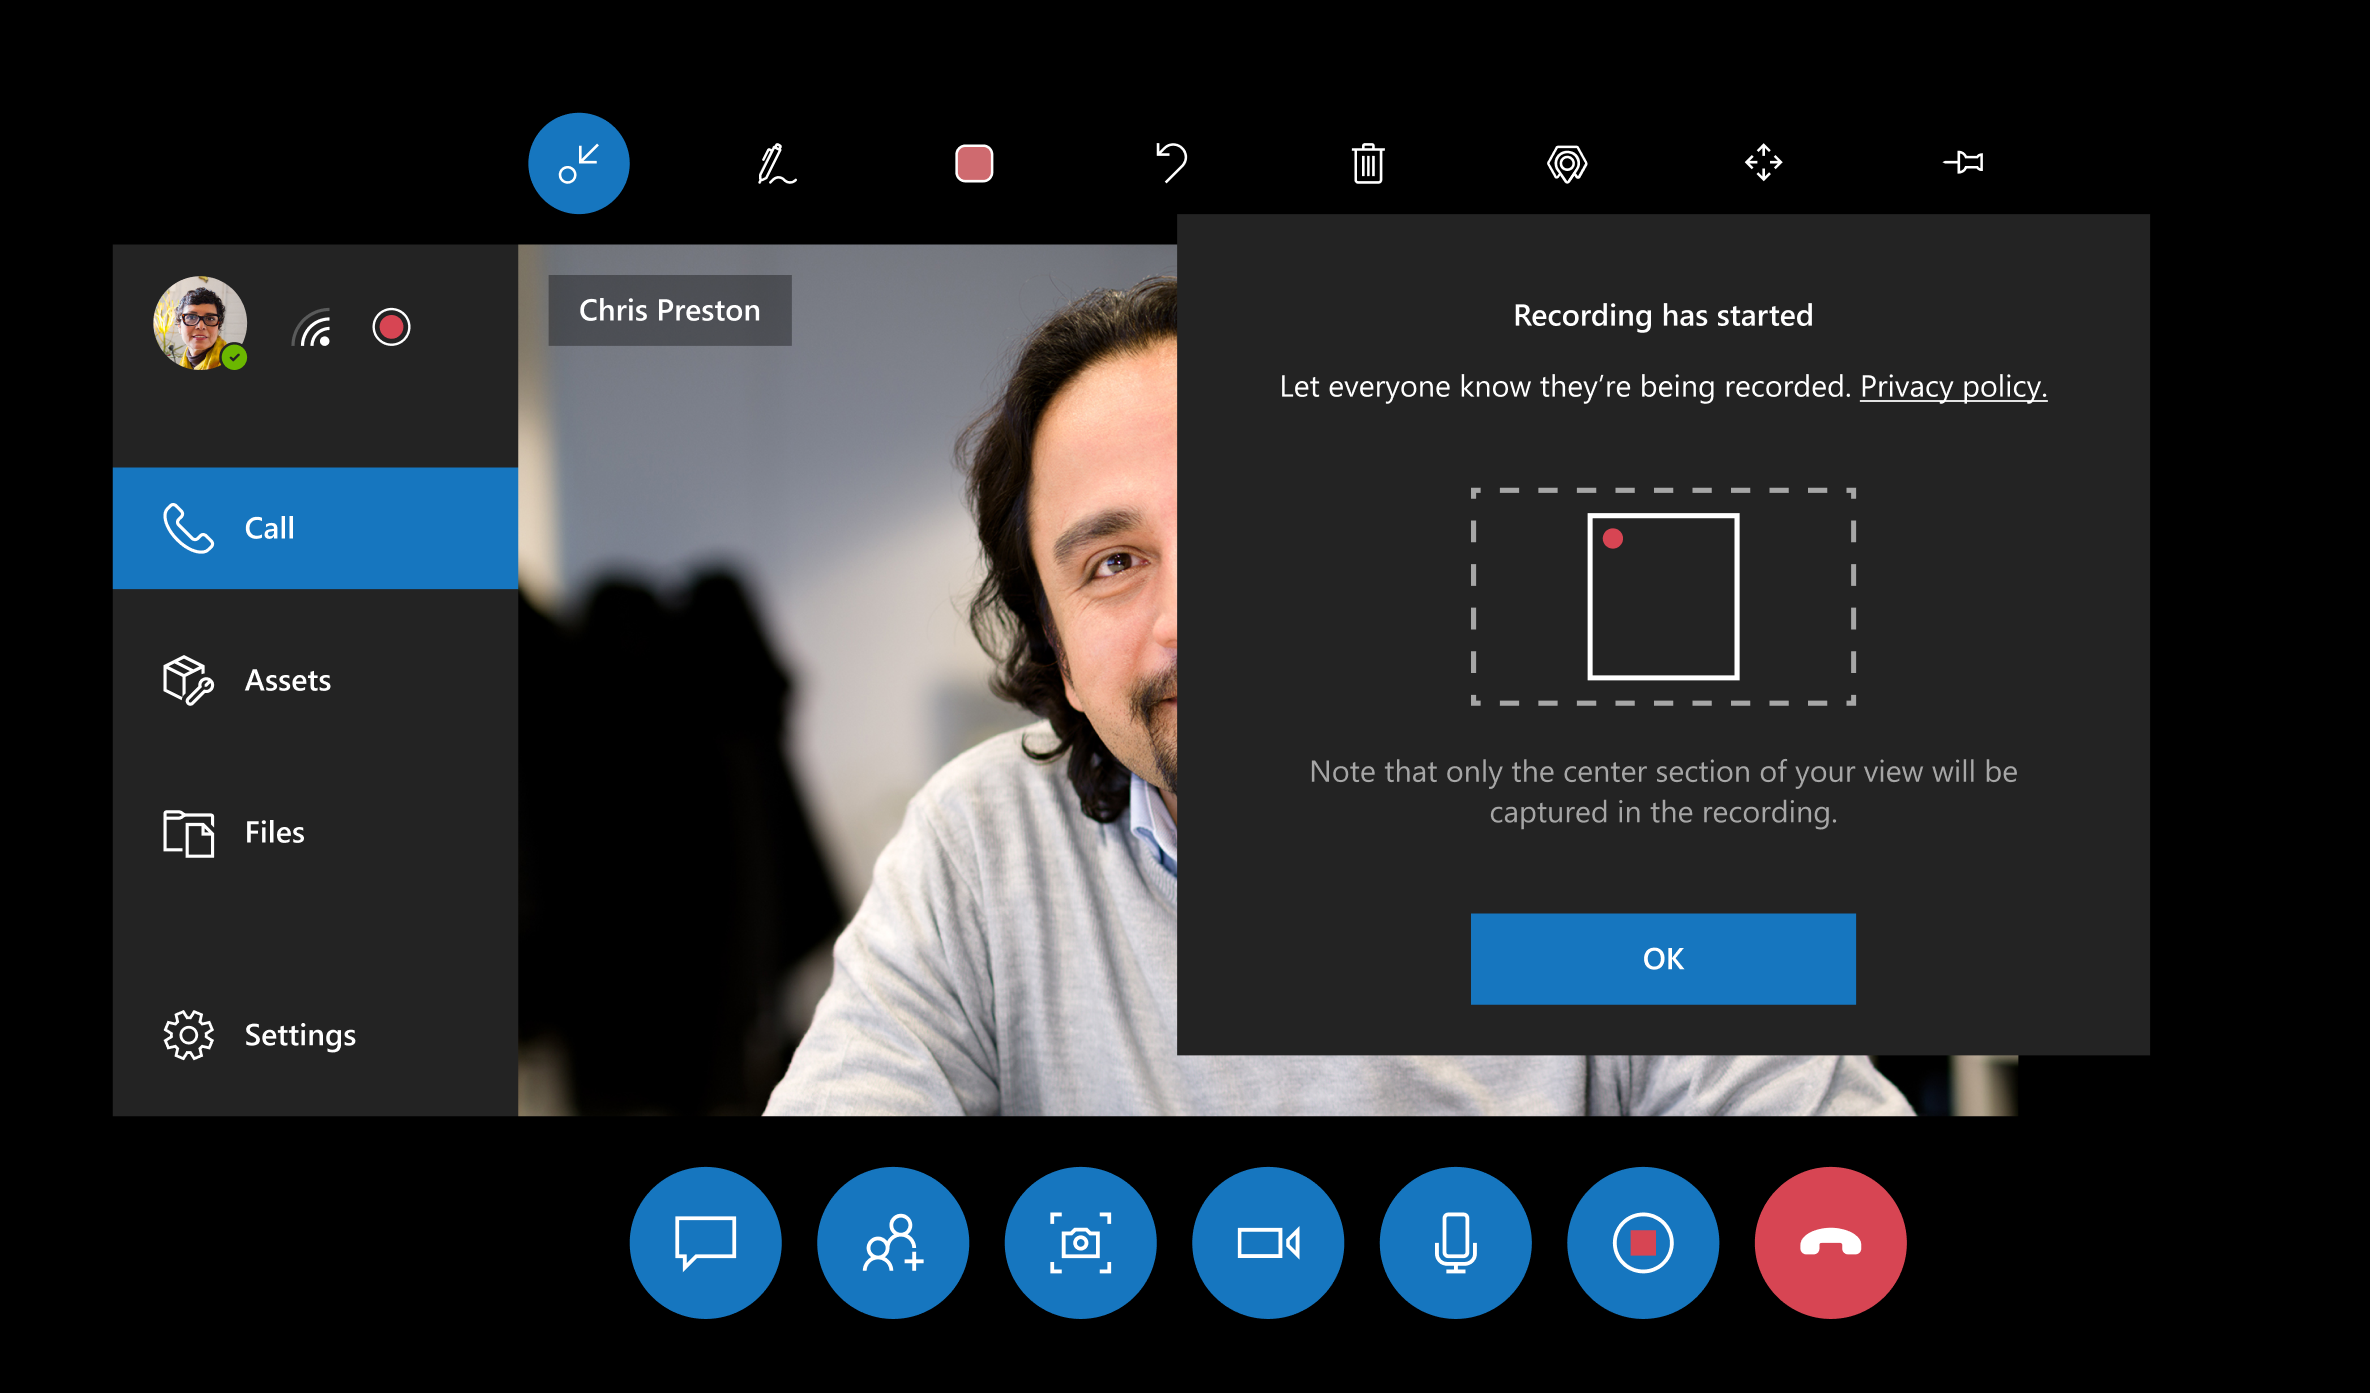 Chris Preston
Call
Assets
Files
Settings
Recording has started
Let everyone know they’re being recorded. Privacy policy.
Note that only the center section of your view will be
captured in the recording.
OK